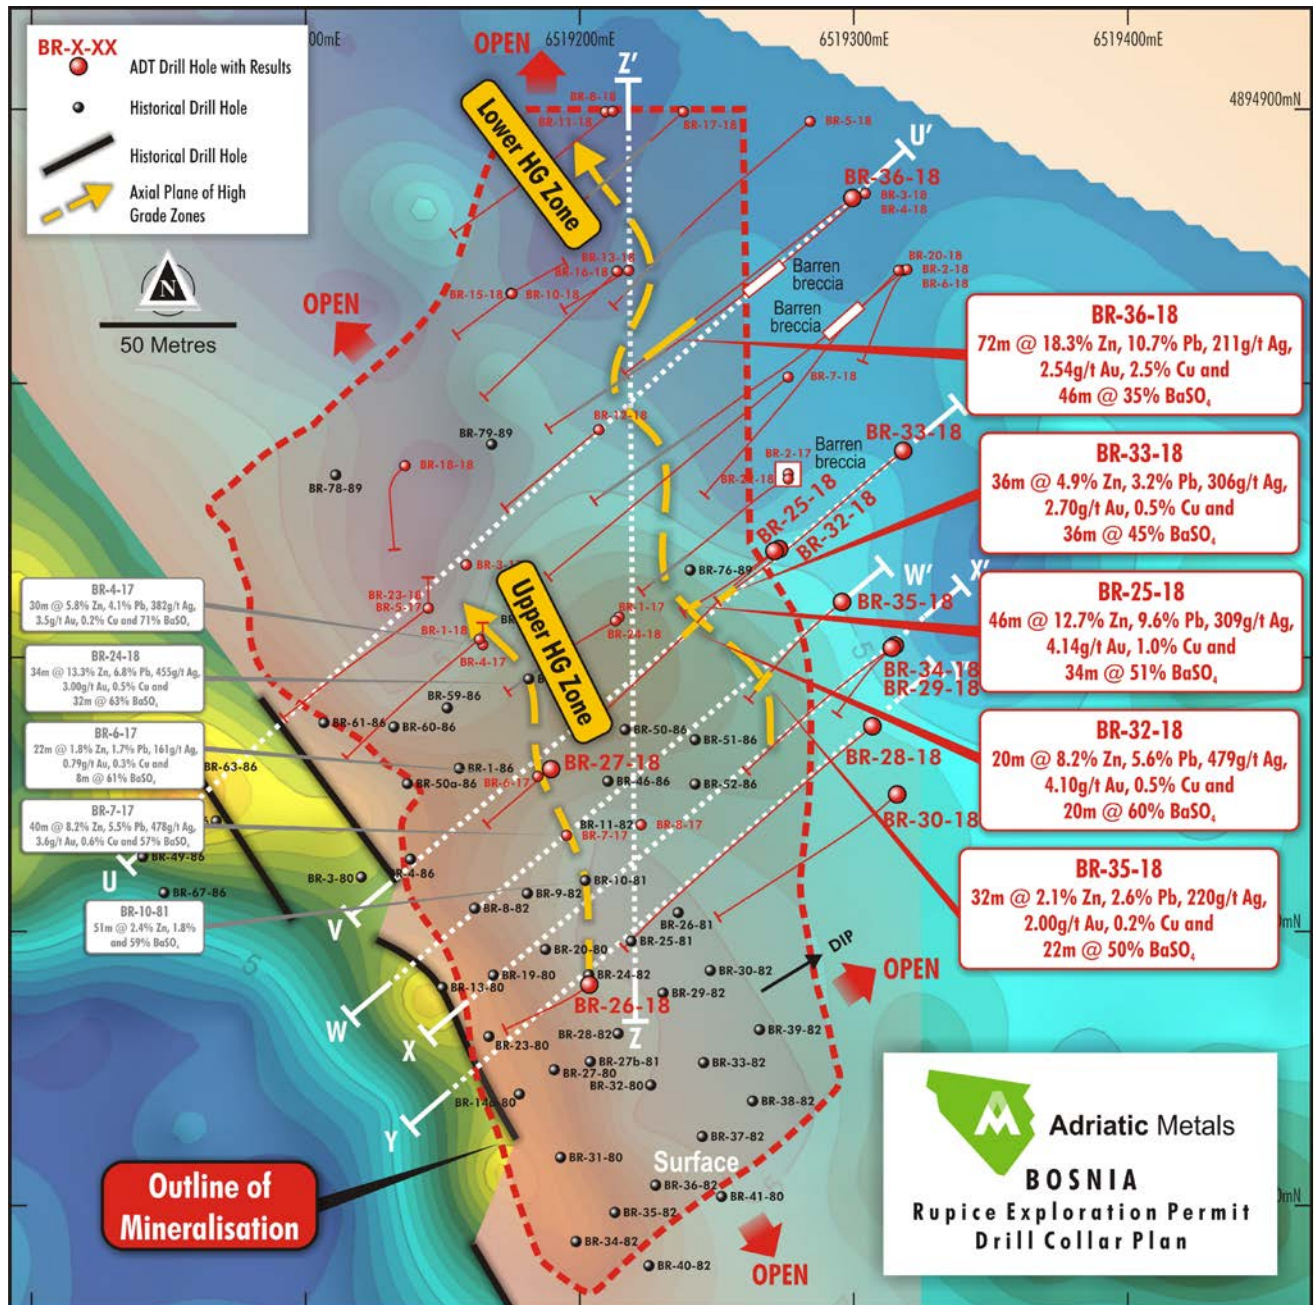 BR-X-XX
ADT Drill Hole with Results
Historical Drill Hole
Historical Drill Hole
Axial Plane of High
Grade Zones
N
50 Metres
00mE
6519200mE
6519300mE
6519400mE
4894900mN
OPEN
Z'
BR-8-18
BR-11-18
BR-17-18
BR-5-18
U'
Lower HG Zone
BR-36-18
BR-3-18
BR-4-18
BR-13-18
BR-16-18
BR-15-18
BR-10-18
BR-20-18
BR-2-18
BR-6-18
Barren
breccia
Barren
breccia
OPEN
BR-7-18
BR-36-18
72m @ 18.3% Zn, 10.7% Pb, 211g/t Ag,
2.54g/t Au, 2.5% Cu and
46m @ 35% BaSO₄
BR-12-18
BR-79-89
BR-18-18
BR-78-89
Barren
breccia
BR-2-17
BR-33-18
BR-33-18
36m @ 4.9% Zn, 3.2% Pb, 306g/t Ag,
2.70g/t Au, 0.5% Cu and
36m @ 45% BaSO₄
BR-25-18
BR-32-18
BR-76-89
W'
X'
BR-35-18
BR-25-18
46m @ 12.7% Zn, 9.6% Pb, 309g/t Ag,
4.14g/t Au, 1.0% Cu and
34m @ 51% BaSO₄
BR-4-17
30m @ 5.8% Zn, 4.1% Pb, 382g/t Ag,
3.5g/t Au, 0.2% Cu and 71% BaSO₄
BR-23-18
BR-5-17
BR-1-18
BR-4-17
BR-1-17
BR-24-18
Upper HG Zone
BR-24-18
34m @ 13.3% Zn, 6.8% Pb, 455g/t Ag,
3.00g/t Au, 0.5% Cu and
32m @ 63% BaSO₄
BR-34-18
Y'
BR-29-18
BR-59-86
BR-61-86
BR-60-86
BR-50-86
BR-51-86
BR-28-18
BR-32-18
20m @ 8.2% Zn, 5.6% Pb, 479g/t Ag,
4.10g/t Au, 0.5% Cu and
20m @ 60% BaSO₄
BR-6-17
22m @ 1.8% Zn, 1.7% Pb, 161g/t Ag,
0.79g/t Au, 0.3% Cu and
8m @ 61% BaSO₄
BR-63-86
BR-1-86
BR-50a-86
BR-27-18
BR-6-17
BR-46-86
BR-52-86
BR-30-18
BR-7-17
40m @ 8.2% Zn, 5.5% Pb, 478g/t Ag,
3.6g/t Au, 0.6% Cu and 57% BaSO₄
BR-11-82
BR-8-17
BR-7-17
BR-49-86
U
BR-67-86
BR-3-80
BR-4-86
BR-9-82
BR-10-81
BR-8-82
BR-35-18
32m @ 2.1% Zn, 2.6% Pb, 220g/t Ag,
2.00g/t Au, 0.2% Cu and
22m @ 50% BaSO₄
BR-10-81
51m @ 2.4% Zn, 1.8%
and 59% BaSO₄
V
BR-26-81
BR-25-81
BR-20-80
DIP
BR-19-80
BR-24-82
BR-30-82
OPEN
BR-13-80
BR-26-18
BR-29-82
5
W
X
BR-23-80
BR-28-82
Z
BR-39-82
BR-27b-81
BR-27-80
BR-33-82
BR-32-80
BR-14a-80
BR-38-82
Y
BR-37-82
BR-31-80
Surface
BR-36-82
BR-41-80
BR-35-82
BR-34-82
BR-40-82
OPEN
Outline of
Mineralisation
Adriatic Metals
BOSNIA
Rupice Exploration Permit
Drill Collar Plan